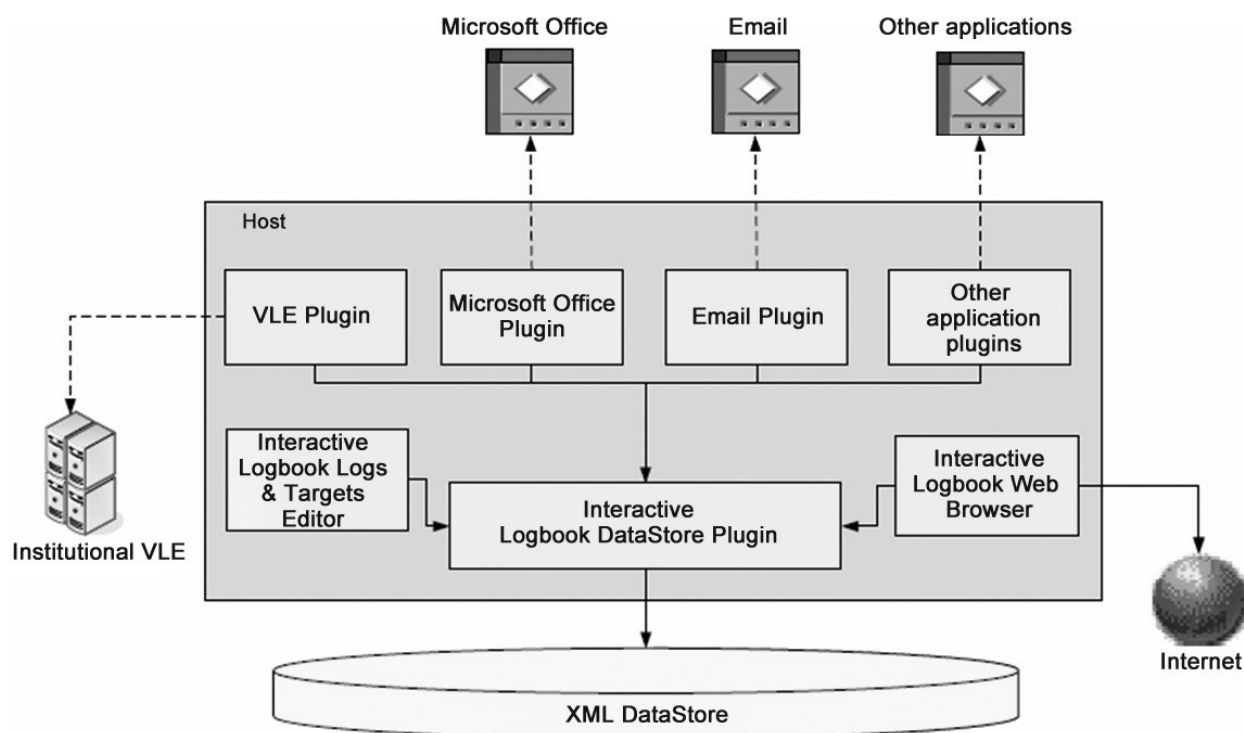 Microsoft Office
Email
Other applications
Host
VLE Plugin
Microsoft Office
Plugin
Email Plugin
Other
application
plugins
Interactive
Logbook Logs
& Targets
Editor
Interactive
Logbook DataStore Plugin
Interactive
Logbook Web
Browser
Institutional VLE
Internet
XML DataStore